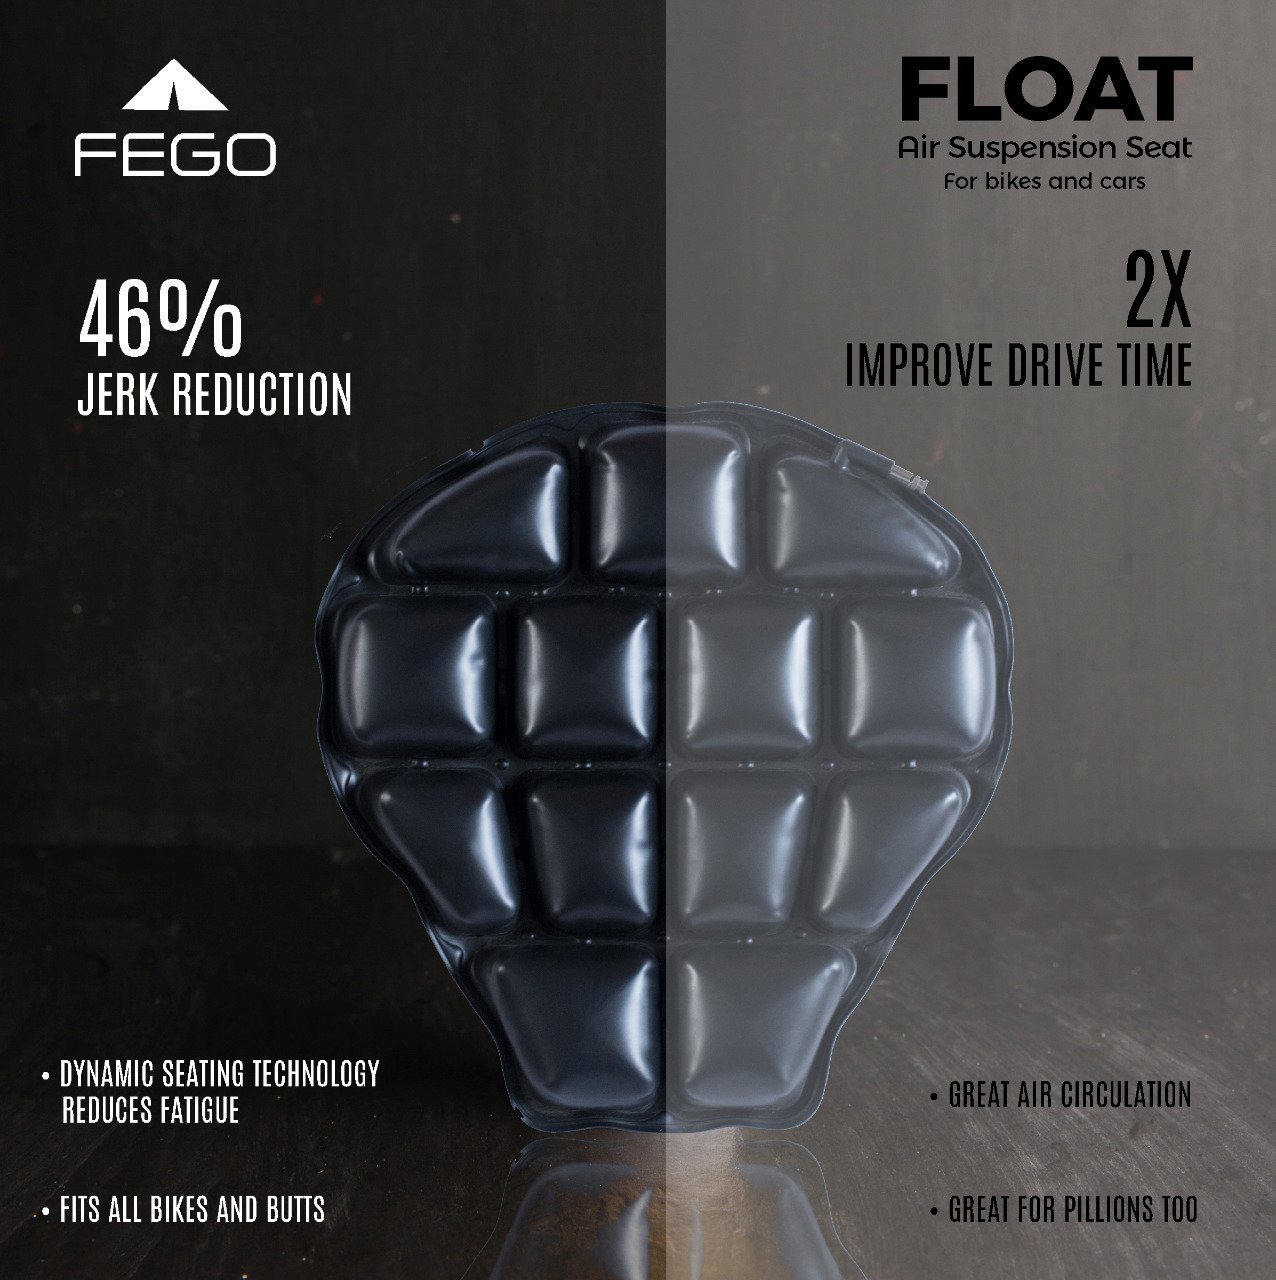 FEGO
FLOAT
Air Suspension Seat
For bikes and cars
46%
JERK REDUCTION
2X
IMPROVE DRIVE TIME
• DYNAMIC SEATING TECHNOLOGY
REDUCES FATIGUE
• FITS ALL BIKES AND BUTTS
• GREAT AIR CIRCULATION
• GREAT FOR PILLIONS TOO